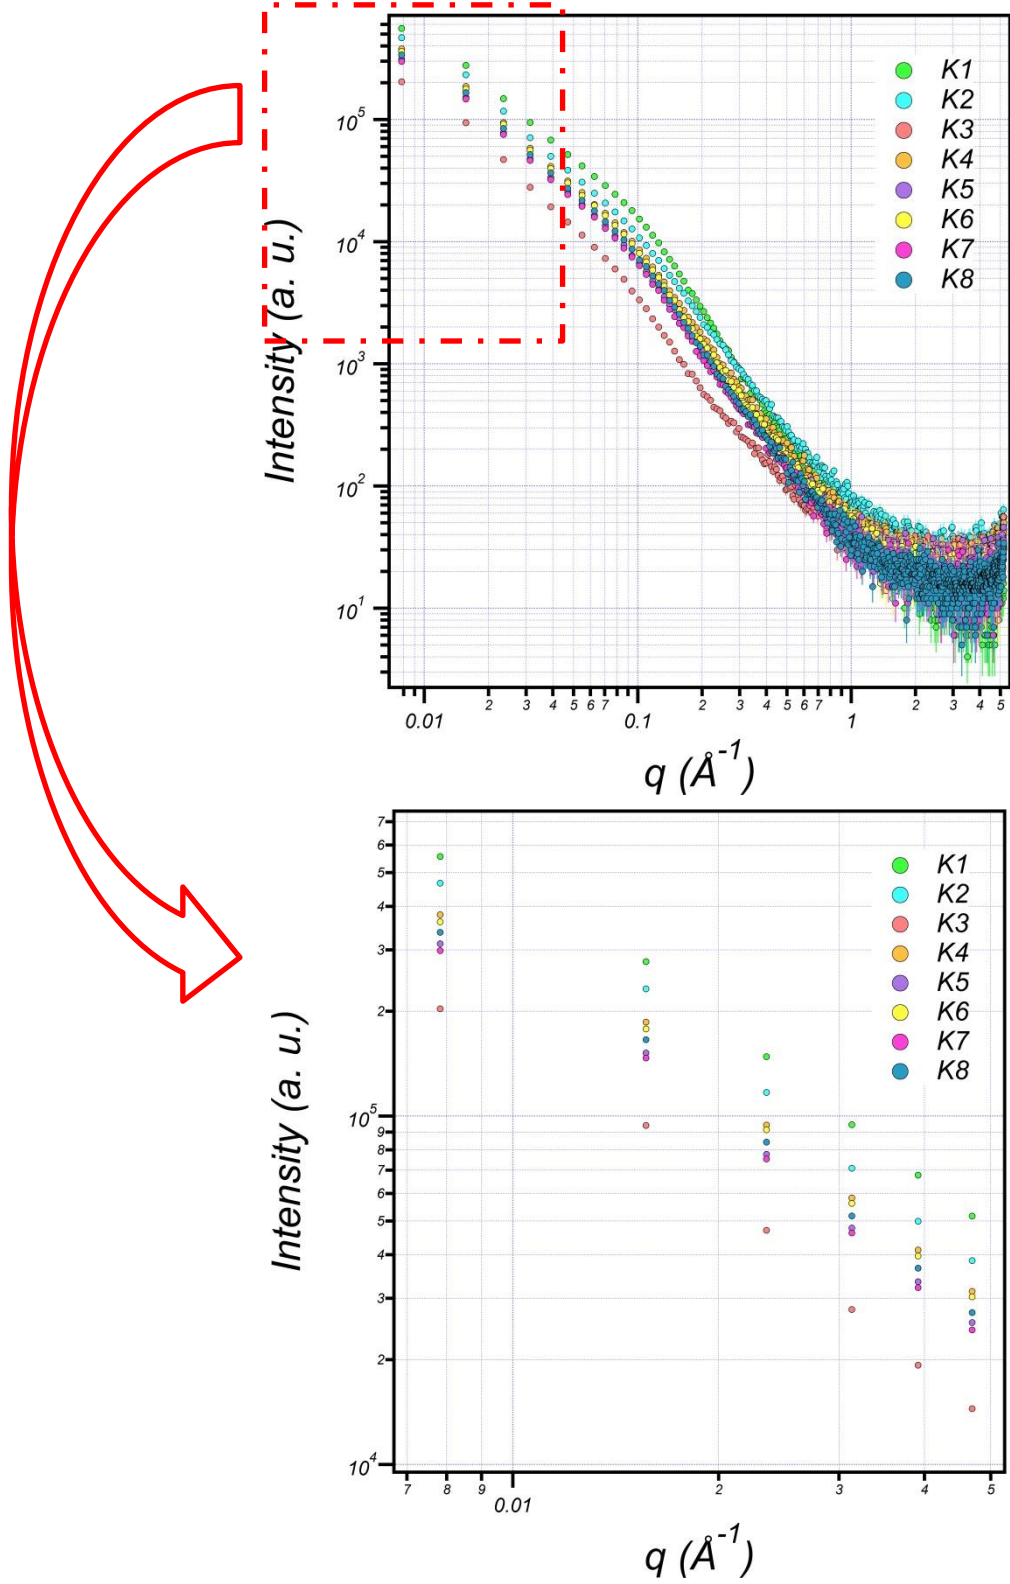 K1
K2
K3
K4
K5
K6
K7
K8
10^5
10^4
10^3
10^2
10^1
Intensity (a. u.)
0.01 2 3 4 5 6 7 0.1 2 3 4 5 6 7 1 2 3 4 5
q (Å^-1)
K1
K2
K3
K4
K5
K6
K7
K8
7
6
5
4
3
2
10^5
9
8
7
6
5
4
3
2
10^4
Intensity (a. u.)
7 8 9 0.01 2 3 4 5
q (Å^-1)